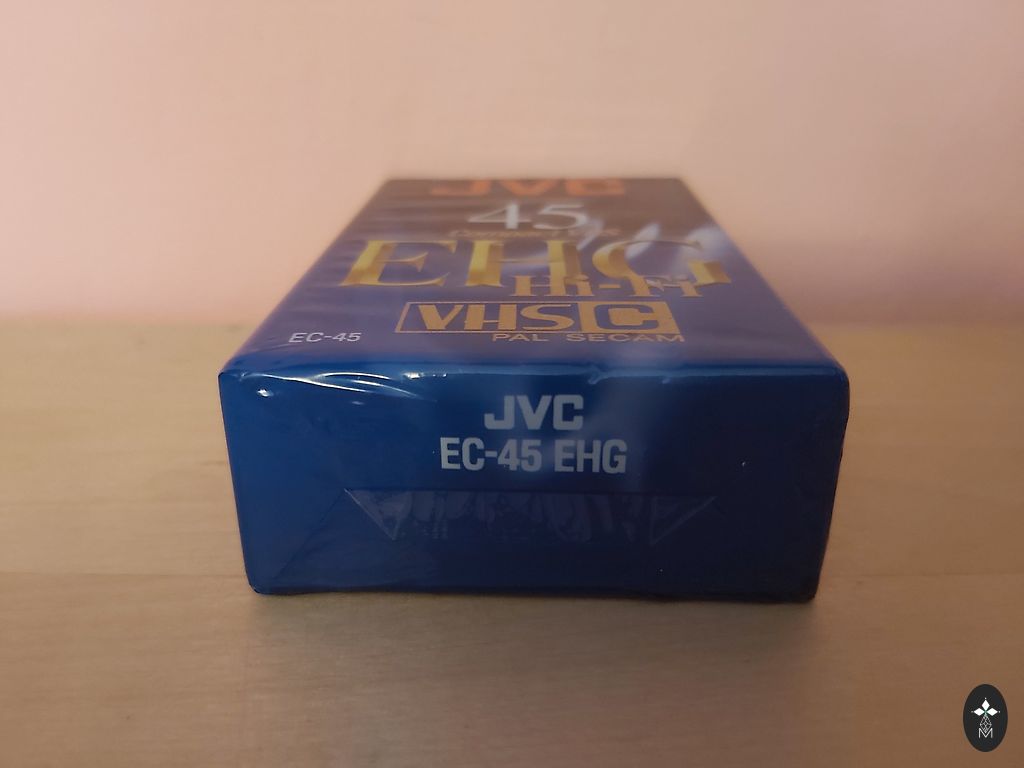 JVC
45
EHG
Hi-Fi
VHS C
PAL SECAM
EC-45
JVC
EC-45 EHG
M